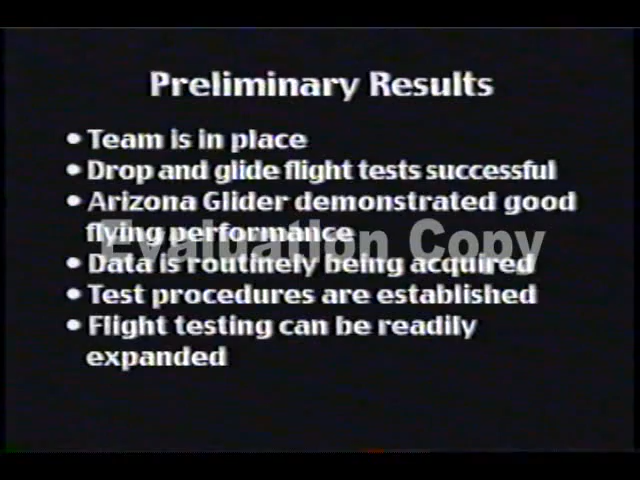 Preliminary Results
• Team is in place
• Drop and glide flight tests successful
• Arizona Glider demonstrated good
flying performance
Evaluation Copy
• Data is routinely being acquired
• Test procedures are established
• Flight testing can be readily
expanded